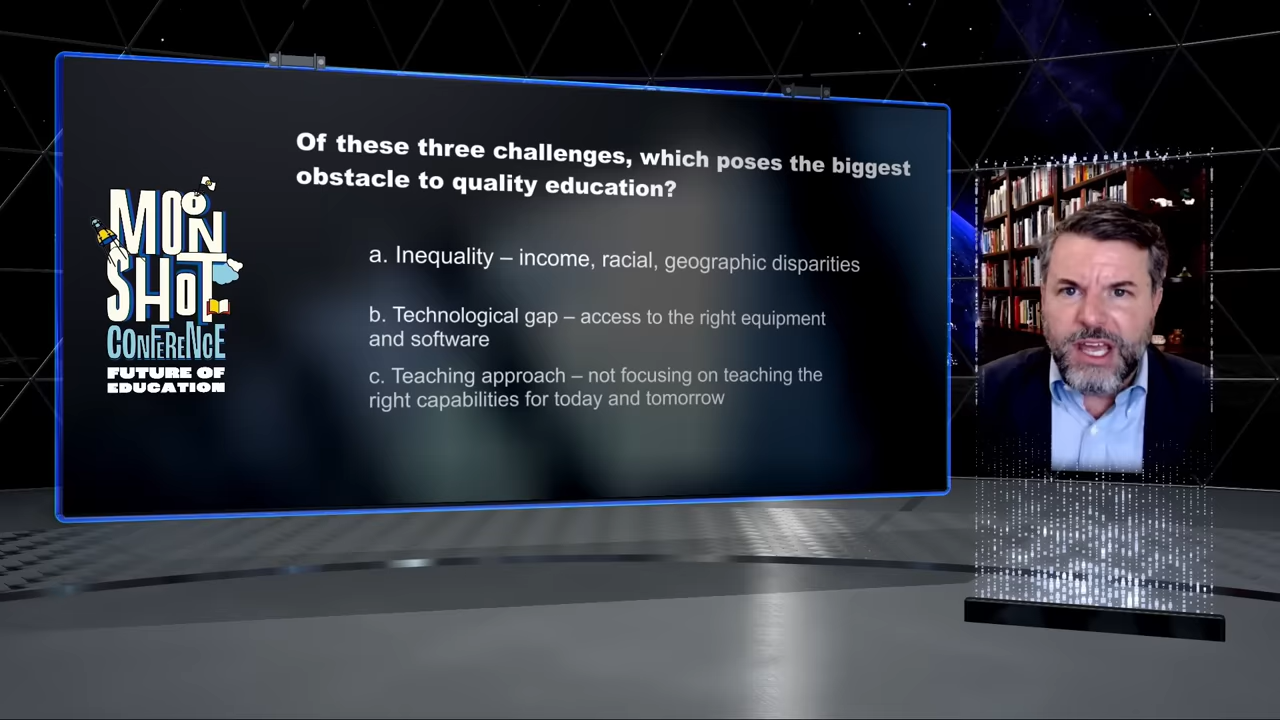 MOON
SHOT
CONFERENCE
FUTURE OF
EDUCATION
Of these three challenges, which poses the biggest
obstacle to quality education?
a. Inequality – income, racial, geographic disparities
b. Technological gap – access to the right equipment
and software
c. Teaching approach – not focusing on teaching the
right capabilities for today and tomorrow